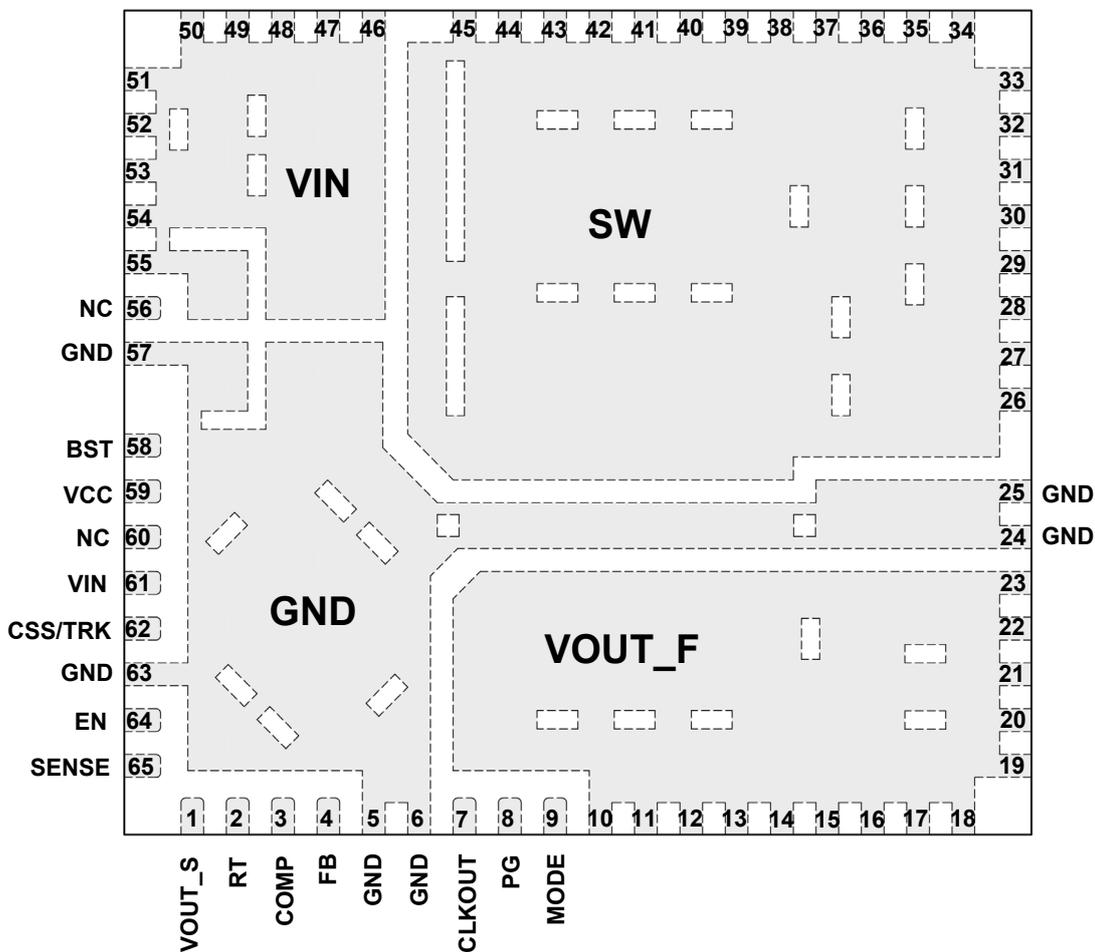 50 49 48 47 46 45 44 43 42 41 40 39 38 37 36 35 34
51 33
52 32
53 VIN 31
54 SW 30
55 29
NC 56 28
GND 57 27
26
BST 58
VCC 59 25 GND
NC 60 24 GND
VIN 61 23
CSS/TRK 62 GND VOUT_F 22
GND 63 21
EN 64 20
SENSE 65 19
1 2 3 4 5 6 7 8 9 10 11 12 13 14 15 16 17 18
VOUT_S
RT
COMP
FB
GND
GND
CLKOUT
PG
MODE